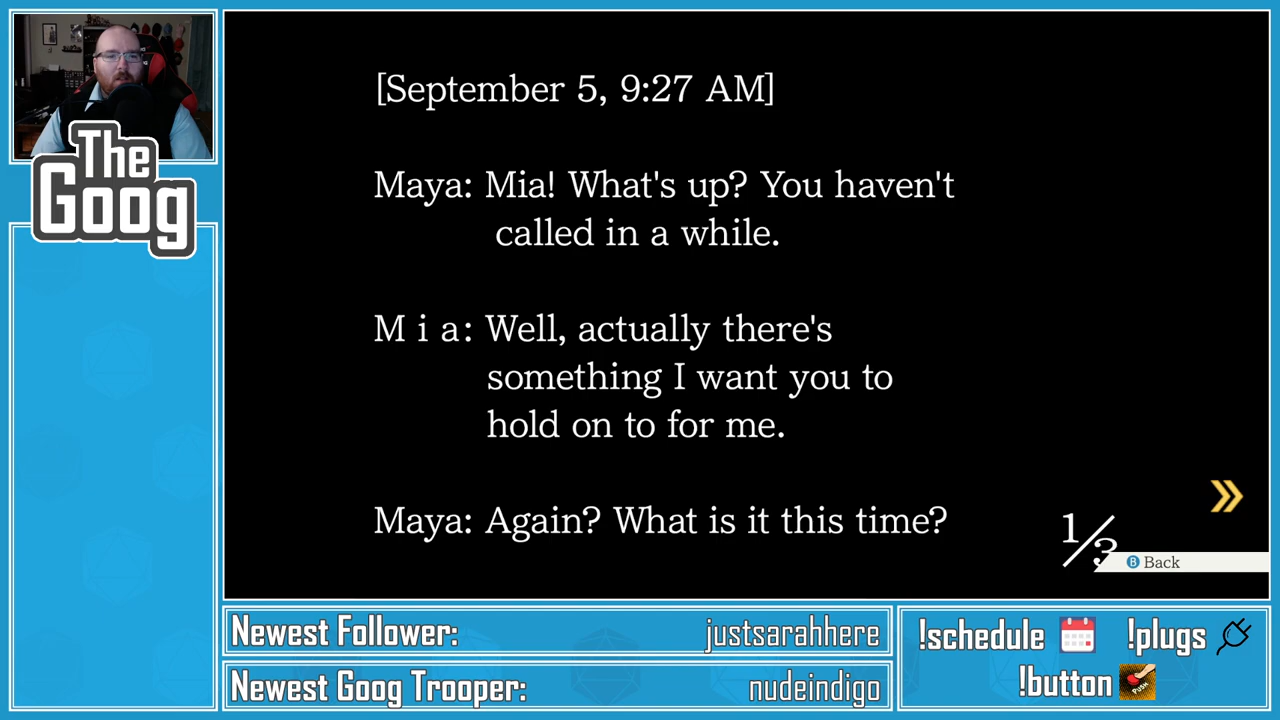 The
Goog
[September 5, 9:27 AM]
Maya: Mia! What's up? You haven't
called in a while.
M i a: Well, actually there's
something I want you to
hold on to for me.
Maya: Again? What is it this time?
1/3
B Back
Newest Follower: justsarahhere
Newest Goog Trooper: nudeindigo
!schedule !plugs
!button